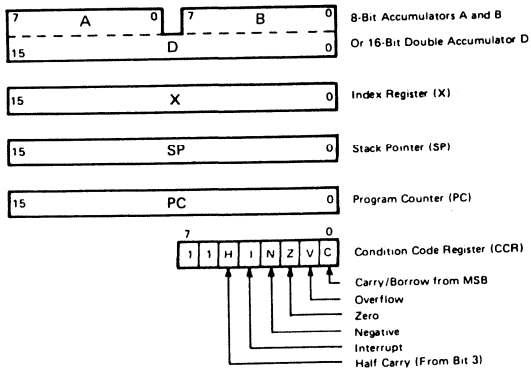 7 A 0 7 B 0 8-Bit Accumulators A and B
15 D 0 Or 16-Bit Double Accumulator D
15 X 0 Index Register (X)
15 SP 0 Stack Pointer (SP)
15 PC 0 Program Counter (PC)
7 0
1 1 H I N Z V C Condition Code Register (CCR)
Carry/Borrow from MSB
Overflow
Zero
Negative
Interrupt
Half Carry (From Bit 3)